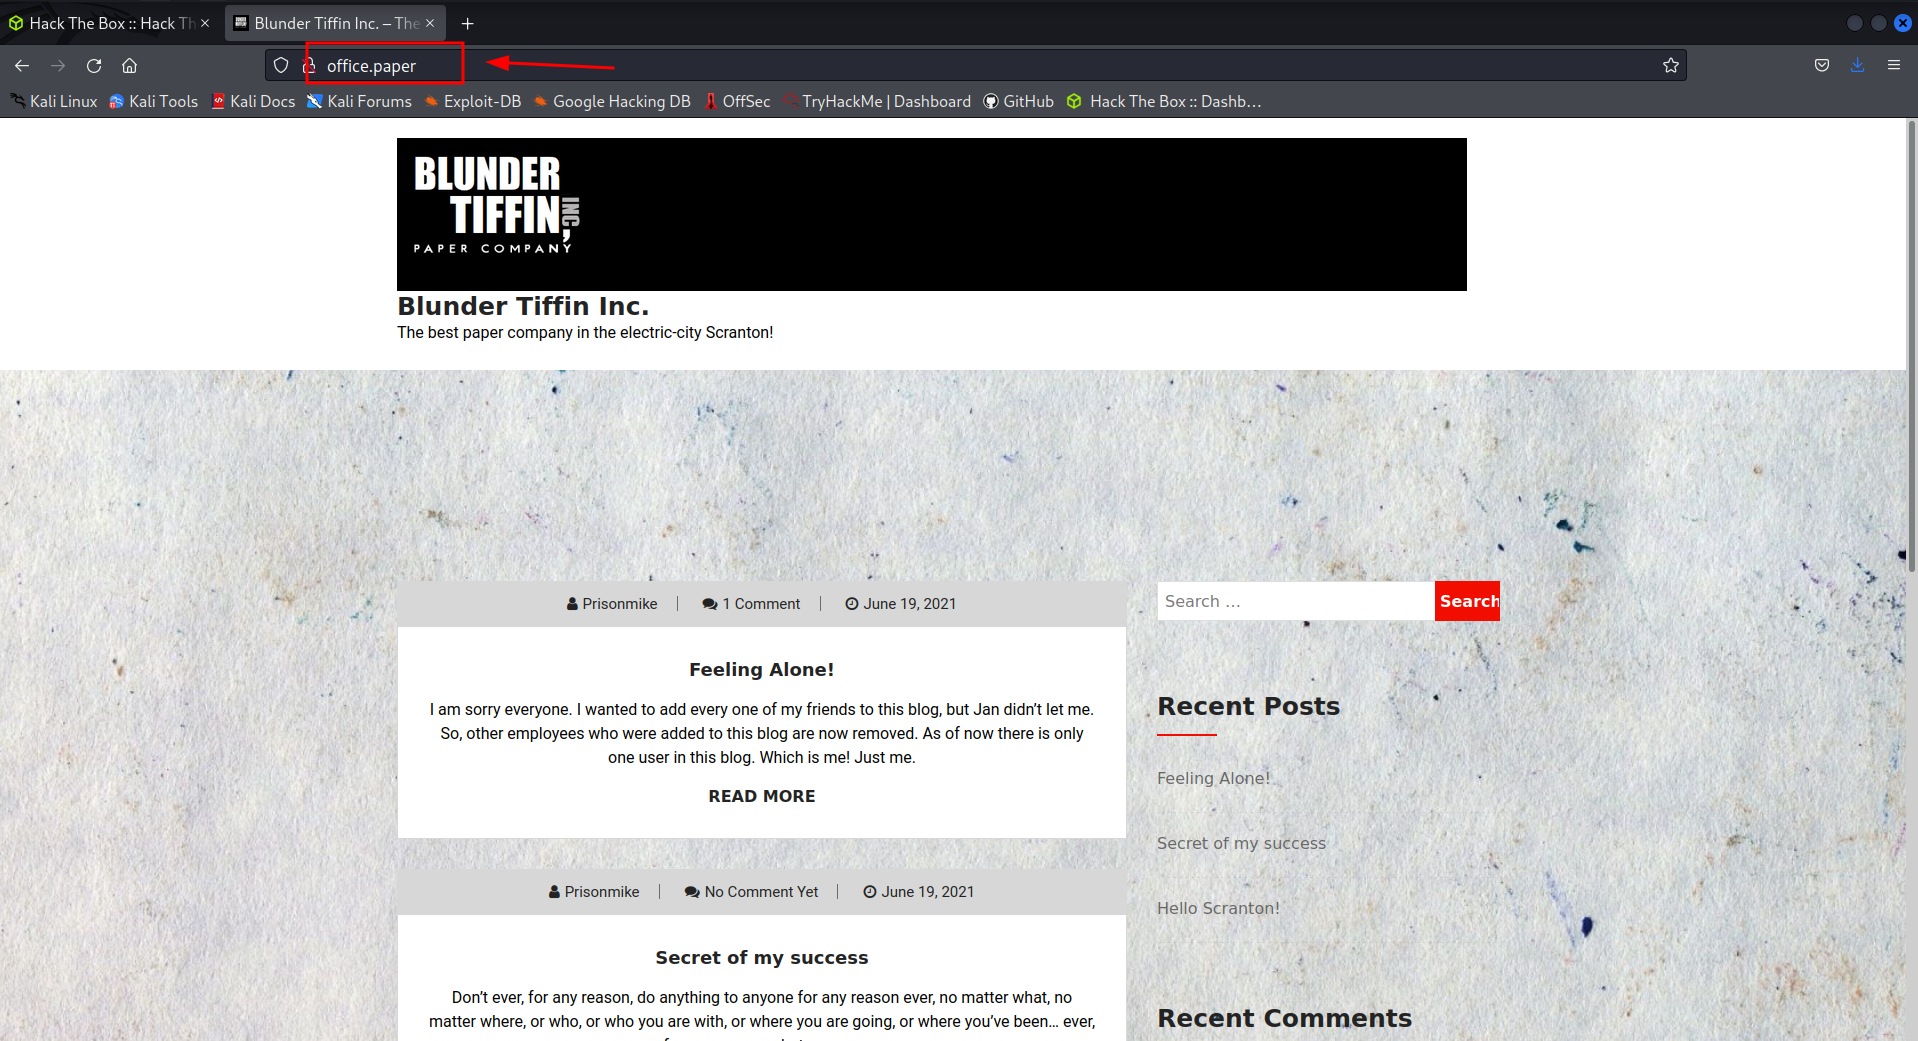 Hack The Box :: Hack Th
Blunder Tiffin Inc. – The
office.paper
Kali Linux
Kali Tools
Kali Docs
Kali Forums
Exploit-DB
Google Hacking DB
OffSec
TryHackMe | Dashboard
GitHub
Hack The Box :: Dashb…
BLUNDER
TIFFIN, INC
PAPER COMPANY
Blunder Tiffin Inc.
The best paper company in the electric-city Scranton!
Prisonmike
1 Comment
June 19, 2021
Feeling Alone!
I am sorry everyone. I wanted to add every one of my friends to this blog, but Jan didn’t let me.
So, other employees who were added to this blog are now removed. As of now there is only
one user in this blog. Which is me! Just me.
READ MORE
Prisonmike
No Comment Yet
June 19, 2021
Secret of my success
Don’t ever, for any reason, do anything to anyone for any reason ever, no matter what, no
matter where, or who, or who you are with, or where you are going, or where you’ve been… ever,
Search …
Search
Recent Posts
Feeling Alone!
Secret of my success
Hello Scranton!
Recent Comments